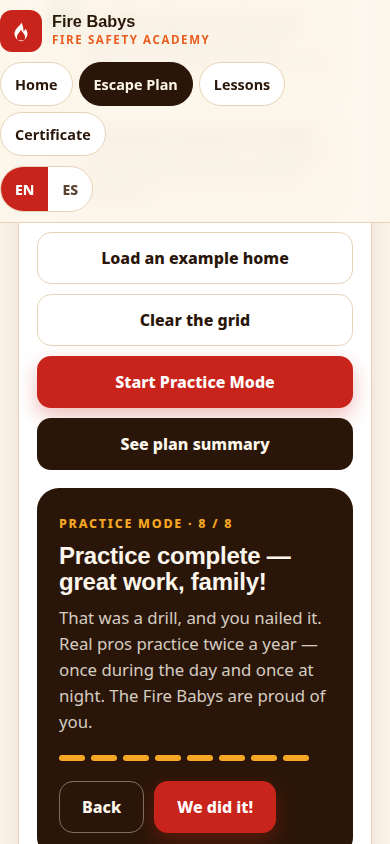 Fire Babys
FIRE SAFETY ACADEMY
Home
Escape Plan
Lessons
Certificate
EN
ES
Load an example home
Clear the grid
Start Practice Mode
See plan summary
PRACTICE MODE · 8 / 8
Practice complete —
great work, family!
That was a drill, and you nailed it.
Real pros practice twice a year —
once during the day and once at
night. The Fire Babys are proud of
you.
Back
We did it!